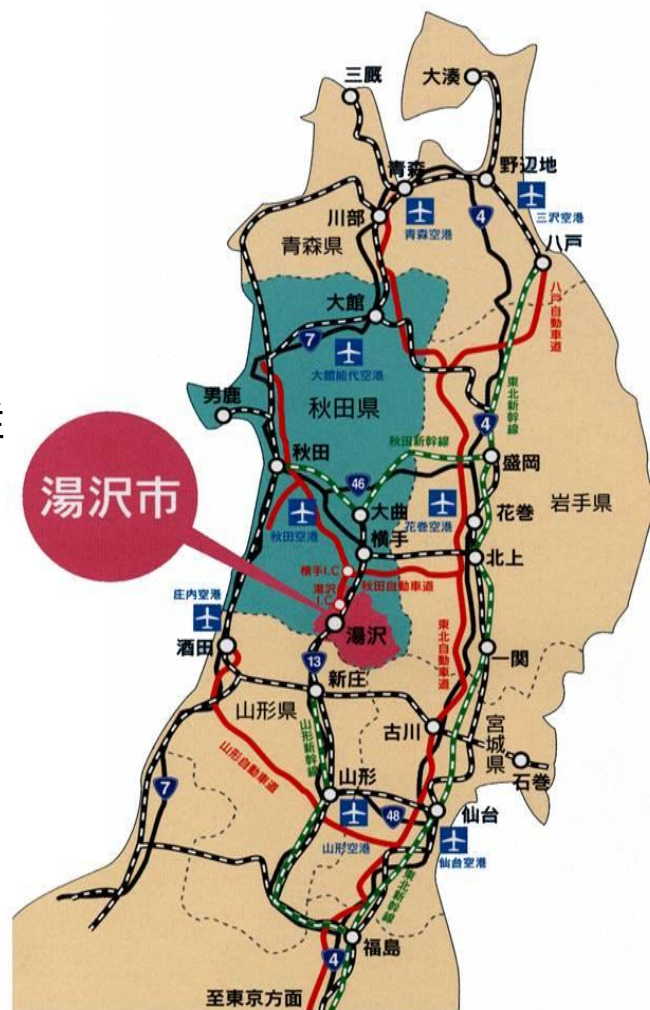 三厩
大湊
青森
野辺地
川部
青森空港
4
三沢空港
青森県
八戸
大館
八戸自動車道
7
大館能代空港
東北新幹線
男鹿
秋田県
4
秋田
秋田新幹線
盛岡
湯沢市
46
岩手県
大曲
花巻
秋田空港
花巻空港
横手
北上
横手I.C
湯沢
I.C
秋田自動車道
庄内空港
湯沢
東北自動車道
酒田
一関
13
新庄
山形県
古川
宮城県
山形新幹線
石巻
山形自動車道
7
山形
48
仙台
山形空港
仙台空港
東北新幹線
福島
4
至東京方面